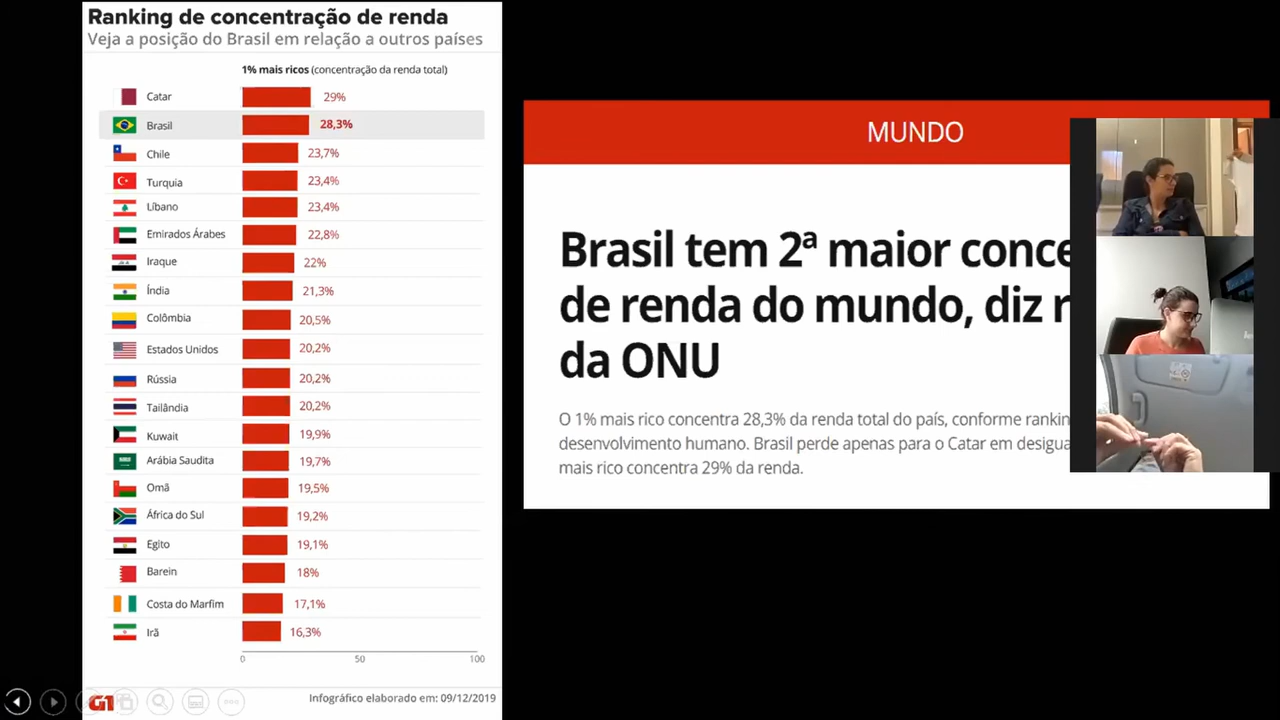 Ranking de concentração de renda
Veja a posição do Brasil em relação a outros países
1% mais ricos (concentração da renda total)
Catar 29%
Brasil 28,3%
Chile 23,7%
Turquia 23,4%
Líbano 23,4%
Emirados Árabes 22,8%
Iraque 22%
Índia 21,3%
Colômbia 20,5%
Estados Unidos 20,2%
Rússia 20,2%
Tailândia 20,2%
Kuwait 19,9%
Arábia Saudita 19,7%
Omã 19,5%
África do Sul 19,2%
Egito 19,1%
Barein 18%
Costa do Marfim 17,1%
Irã 16,3%
0 50 100
G1
Infográfico elaborado em: 09/12/2019
MUNDO
Brasil tem 2ª maior conce
de renda do mundo, diz r
da ONU
O 1% mais rico concentra 28,3% da renda total do país, conforme rankin
desenvolvimento humano. Brasil perde apenas para o Catar em desigua
mais rico concentra 29% da renda.